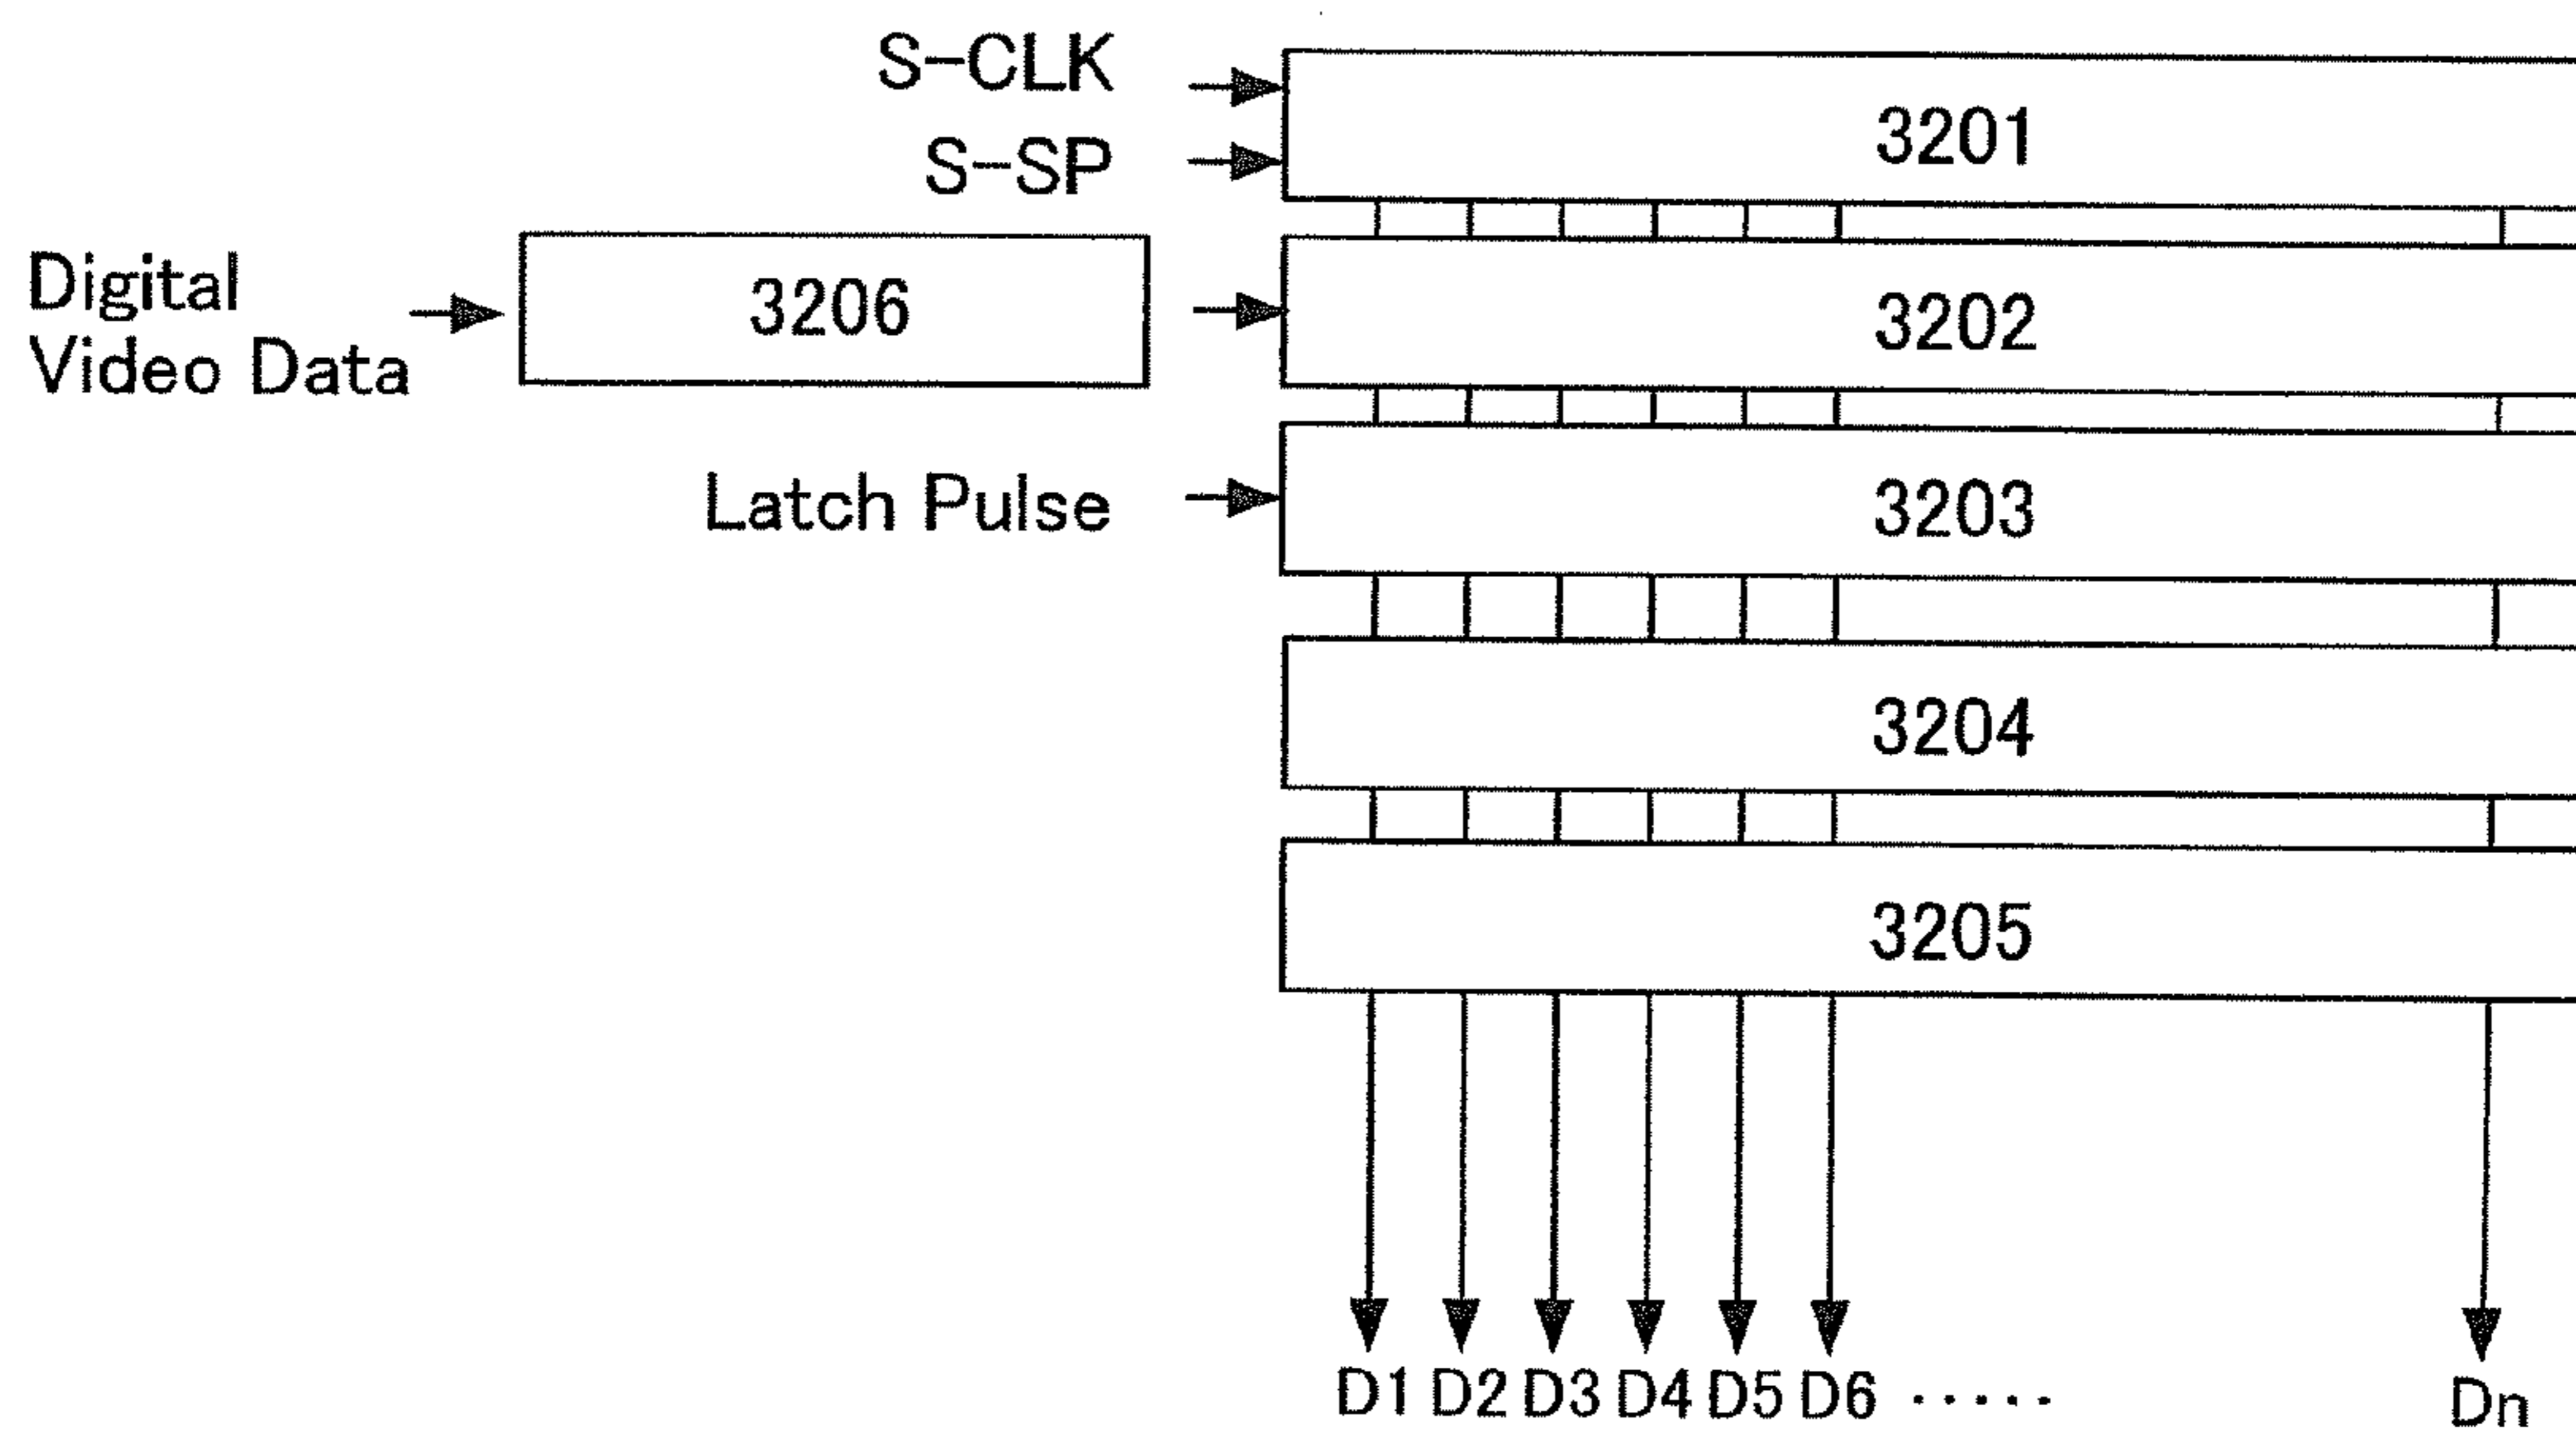 S-CLK
S-SP
3201
Digital
Video Data
3206
3202
Latch Pulse
3203
3204
3205
D1 D2 D3 D4 D5 D6 ..... Dn